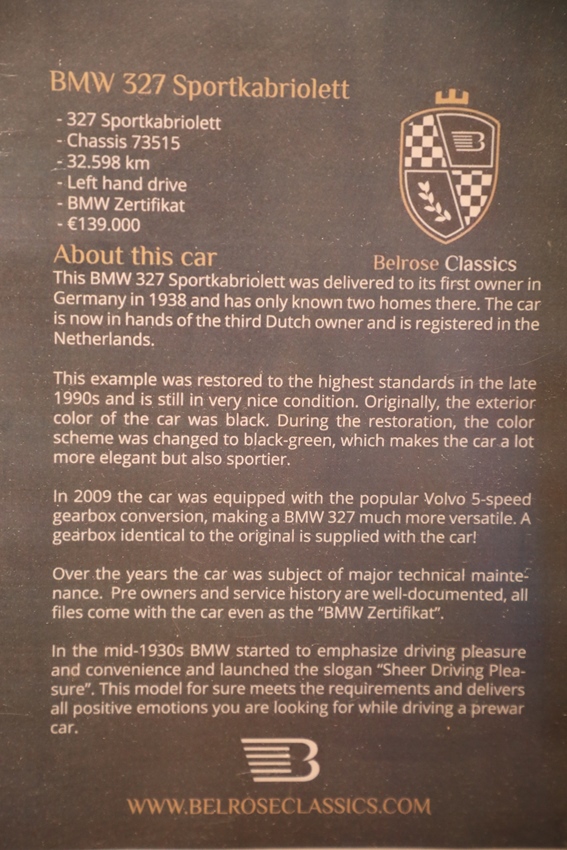 BMW 327 Sportkabriolett
- 327 Sportkabriolett
- Chassis 73515
- 32.598 km
- Left hand drive
- BMW Zertifikat
- €139.000
B
Belrose Classics
About this car
This BMW 327 Sportkabriolett was delivered to its first owner in
Germany in 1938 and has only known two homes there. The car
is now in hands of the third Dutch owner and is registered in the
Netherlands.
This example was restored to the highest standards in the late
1990s and is still in very nice condition. Originally, the exterior
color of the car was black. During the restoration, the color
scheme was changed to black-green, which makes the car a lot
more elegant but also sportier.
In 2009 the car was equipped with the popular Volvo 5-speed
gearbox conversion, making a BMW 327 much more versatile. A
gearbox identical to the original is supplied with the car!
Over the years the car was subject of major technical mainte-
nance. Pre owners and service history are well-documented, all
files come with the car even as the “BMW Zertifikat”.
In the mid-1930s BMW started to emphasize driving pleasure
and convenience and launched the slogan “Sheer Driving Plea-
sure”. This model for sure meets the requirements and delivers
all positive emotions you are looking for while driving a prewar
car.
B
WWW.BELROSECLASSICS.COM